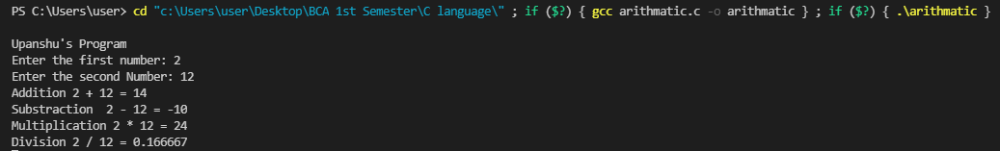 PS C:\Users\user> cd "c:\Users\user\Desktop\BCA 1st Semester\C language\" ; if ($?) { gcc arithmatic.c -o arithmatic } ; if ($?) { .\arithmatic }
Upanshu's Program
Enter the first number: 2
Enter the second Number: 12
Addition 2 + 12 = 14
Substraction  2 - 12 = -10
Multiplication 2 * 12 = 24
Division 2 / 12 = 0.166667